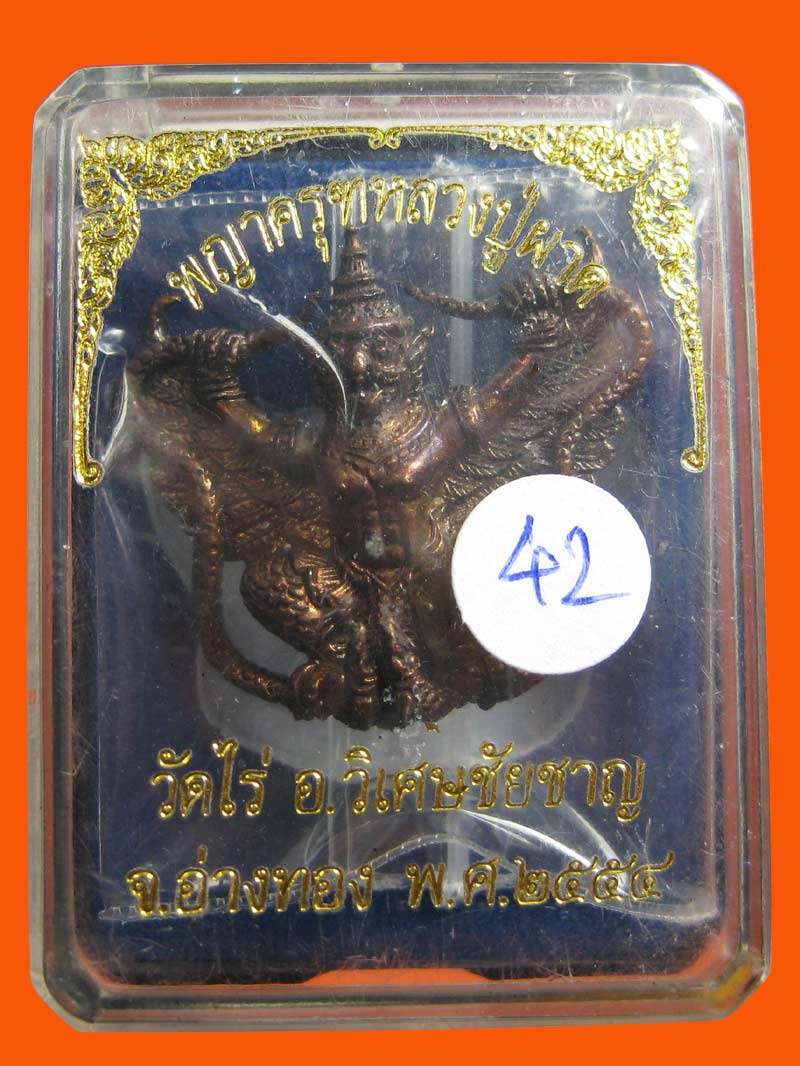 พญาครุฑหลวงปู่ผาด
42
วัดไร่ อ.วิเศษชัยชาญ
จ.อ่างทอง พ.ศ.๒๕๕๔